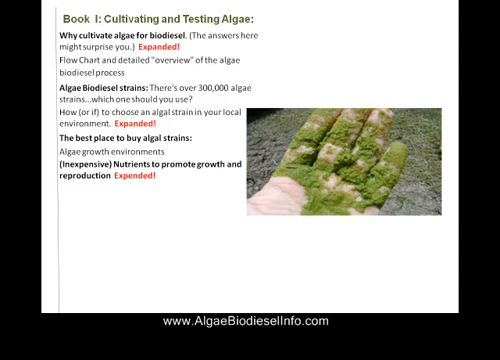 Book I: Cultivating and Testing Algae:
Why cultivate algae for biodiesel. (The answers here
might surprise you.) Expanded!
Flow Chart and detailed "overview" of the algae
biodiesel process
Algae Biodiesel strains: There's over 300,000 algae
strains...which one should you use?
How (or if) to choose an algal strain in your local
environment. Expanded!
The best place to buy algal strains:
Algae growth environments
(Inexpensive) Nutrients to promote growth and
reproduction Expended!
www.AlgaeBiodieselInfo.com